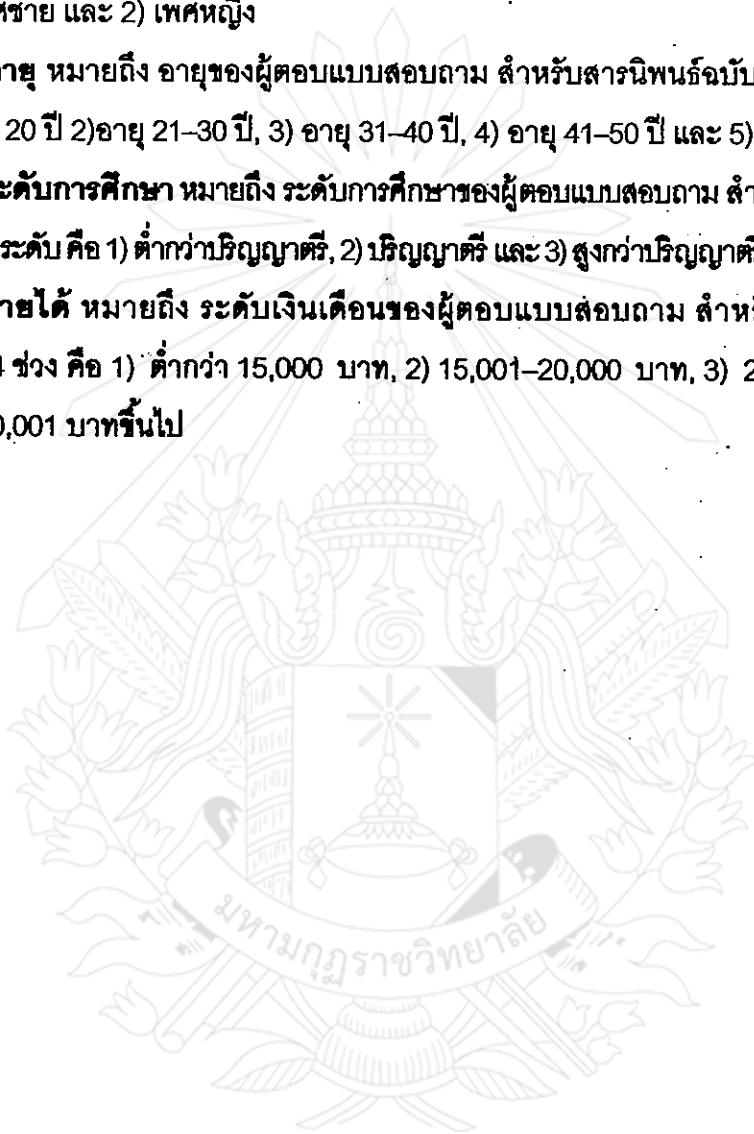 ศชาย และ 2) เพศหญิง
อายุ หมายถึง อายุของผู้ตอบแบบสอบถาม สำหรับสารนิพนธ์ฉบับ
20 ปี 2)อายุ 21–30 ปี, 3) อายุ 31–40 ปี, 4) อายุ 41–50 ปี และ 5)
ะดับการศึกษา หมายถึง ระดับการศึกษาของผู้ตอบแบบสอบถาม สำ
ระดับ คือ 1) ต่ำกว่าปริญญาตรี, 2) ปริญญาตรี และ 3) สูงกว่าปริญญาตรี
ายได้ หมายถึง ระดับเงินเดือนของผู้ตอบแบบสอบถาม สำหรั
4 ช่วง คือ 1) ต่ำกว่า 15,000 บาท, 2) 15,001–20,000 บาท, 3) 2
0,001 บาทขึ้นไป
มหามกุฏราชวิทยาลัย